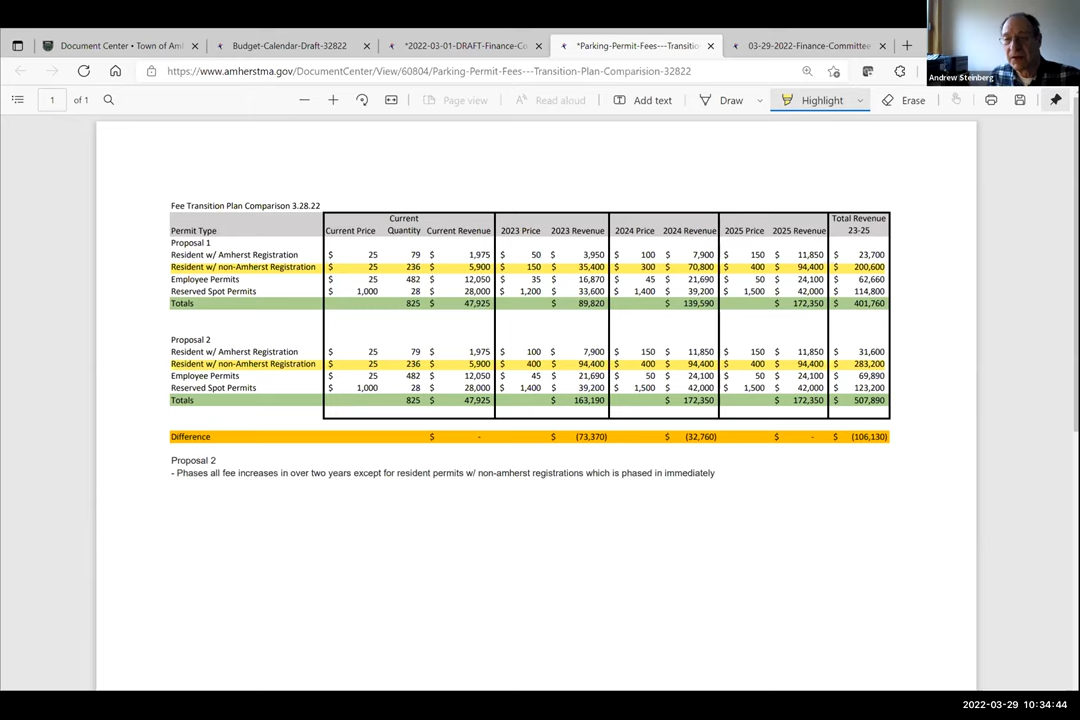 Document Center • Town of Aml
Budget-Calendar-Draft-32822
*2022-03-01-DRAFT-Finance-Co
*Parking-Permit-Fees---Transitio
03-29-2022-Finance-Committee
https://www.amherstma.gov/DocumentCenter/View/60804/Parking-Permit-Fees---Transition-Plan-Comparision-32822
1 of 1 Page view Read aloud Add text Draw Highlight Erase
Andrew Steinberg
Fee Transition Plan Comparison 3.28.22
Permit Type Current Price Current Quantity Current Revenue 2023 Price 2023 Revenue 2024 Price 2024 Revenue 2025 Price 2025 Revenue Total Revenue 23-25
Proposal 1
Resident w/ Amherst Registration $ 25 79 $ 1,975 $ 50 $ 3,950 $ 100 $ 7,900 $ 150 $ 11,850 $ 23,700
Resident w/ non-Amherst Registration $ 25 236 $ 5,900 $ 150 $ 35,400 $ 300 $ 70,800 $ 400 $ 94,400 $ 200,600
Employee Permits $ 25 482 $ 12,050 $ 35 $ 16,870 $ 45 $ 21,690 $ 50 $ 24,100 $ 62,660
Reserved Spot Permits $ 1,000 28 $ 28,000 $ 1,200 $ 33,600 $ 1,400 $ 39,200 $ 1,500 $ 42,000 $ 114,800
Totals 825 $ 47,925 $ 89,820 $ 139,590 $ 172,350 $ 401,760
Proposal 2
Resident w/ Amherst Registration $ 25 79 $ 1,975 $ 100 $ 7,900 $ 150 $ 11,850 $ 150 $ 11,850 $ 31,600
Resident w/ non-Amherst Registration $ 25 236 $ 5,900 $ 400 $ 94,400 $ 400 $ 94,400 $ 400 $ 94,400 $ 283,200
Employee Permits $ 25 482 $ 12,050 $ 45 $ 21,690 $ 50 $ 24,100 $ 50 $ 24,100 $ 69,890
Reserved Spot Permits $ 1,000 28 $ 28,000 $ 1,400 $ 39,200 $ 1,500 $ 42,000 $ 1,500 $ 42,000 $ 123,200
Totals 825 $ 47,925 $ 163,190 $ 172,350 $ 172,350 $ 507,890
Difference $ - $ (73,370) $ (32,760) $ - $ (106,130)
Proposal 2
- Phases all fee increases in over two years except for resident permits w/ non-amherst registrations which is phased in immediately
2022-03-29 10:34:44